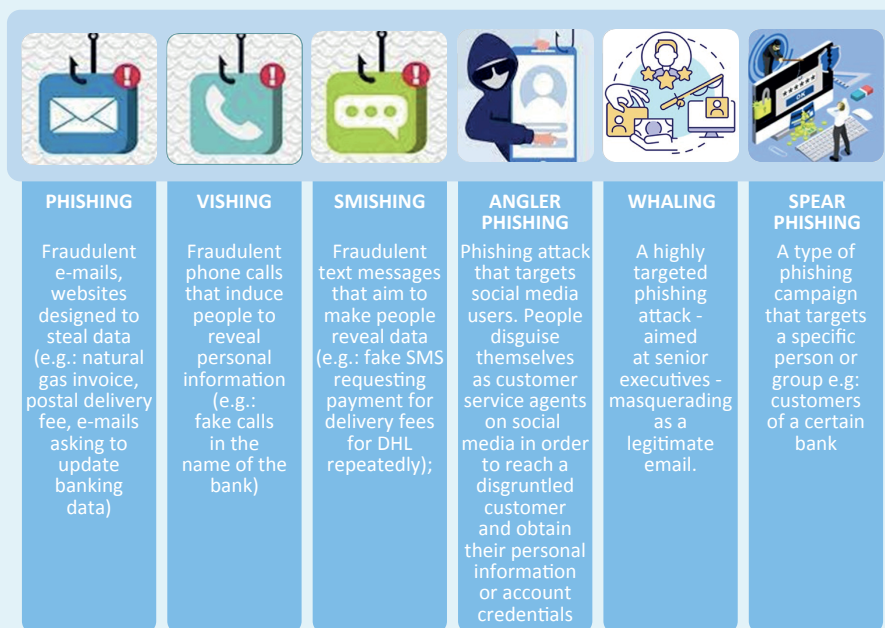 PHISHING
Fraudulent
e-mails,
websites
designed to
steal data
(e.g.: natural
gas invoice,
postal delivery
fee, e-mails
asking to
update
banking
data)
VISHING
Fraudulent
phone calls
that induce
people to
reveal
personal
information
(e.g.:
fake calls
in the
name of the
bank)
SMISHING
Fraudulent
text messages
that aim to
make people
reveal data
(e.g.: fake SMS
requesting
payment for
delivery fees
for DHL
repeatedly);
ANGLER
PHISHING
Phishing attack
that targets
social media
users. People
disguise
themselves
as customer
service agents
on social
media in order
to reach a
disgruntled
customer
and obtain
their personal
information
or account
credentials
WHALING
A highly
targeted
phishing
attack -
aimed
at senior
executives -
masquerading
as a
legitimate
email.
SPEAR
PHISHING
A type of
phishing
campaign
that targets
a specific
person or
group e.g:
customers
of a certain
bank